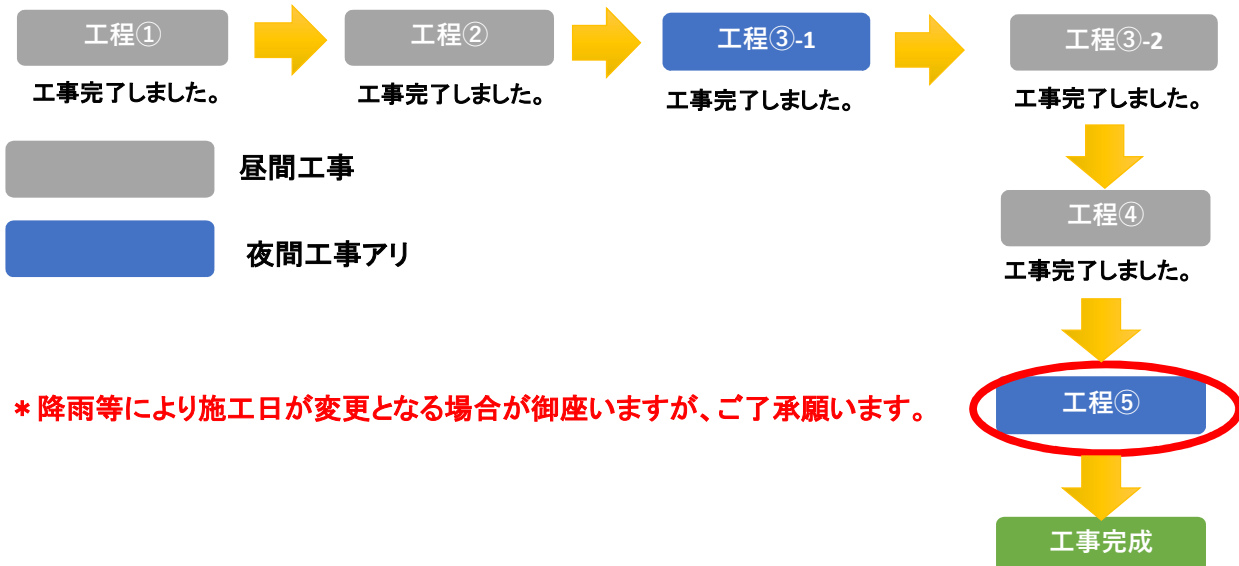 工程①
工程②
工程③-1
工程③-2
工事完了しました。
工事完了しました。
工事完了しました。
工事完了しました。
昼間工事
工程④
夜間工事アリ
工事完了しました。
＊降雨等により施工日が変更となる場合が御座いますが、ご了承願います。
工程⑤
工事完成